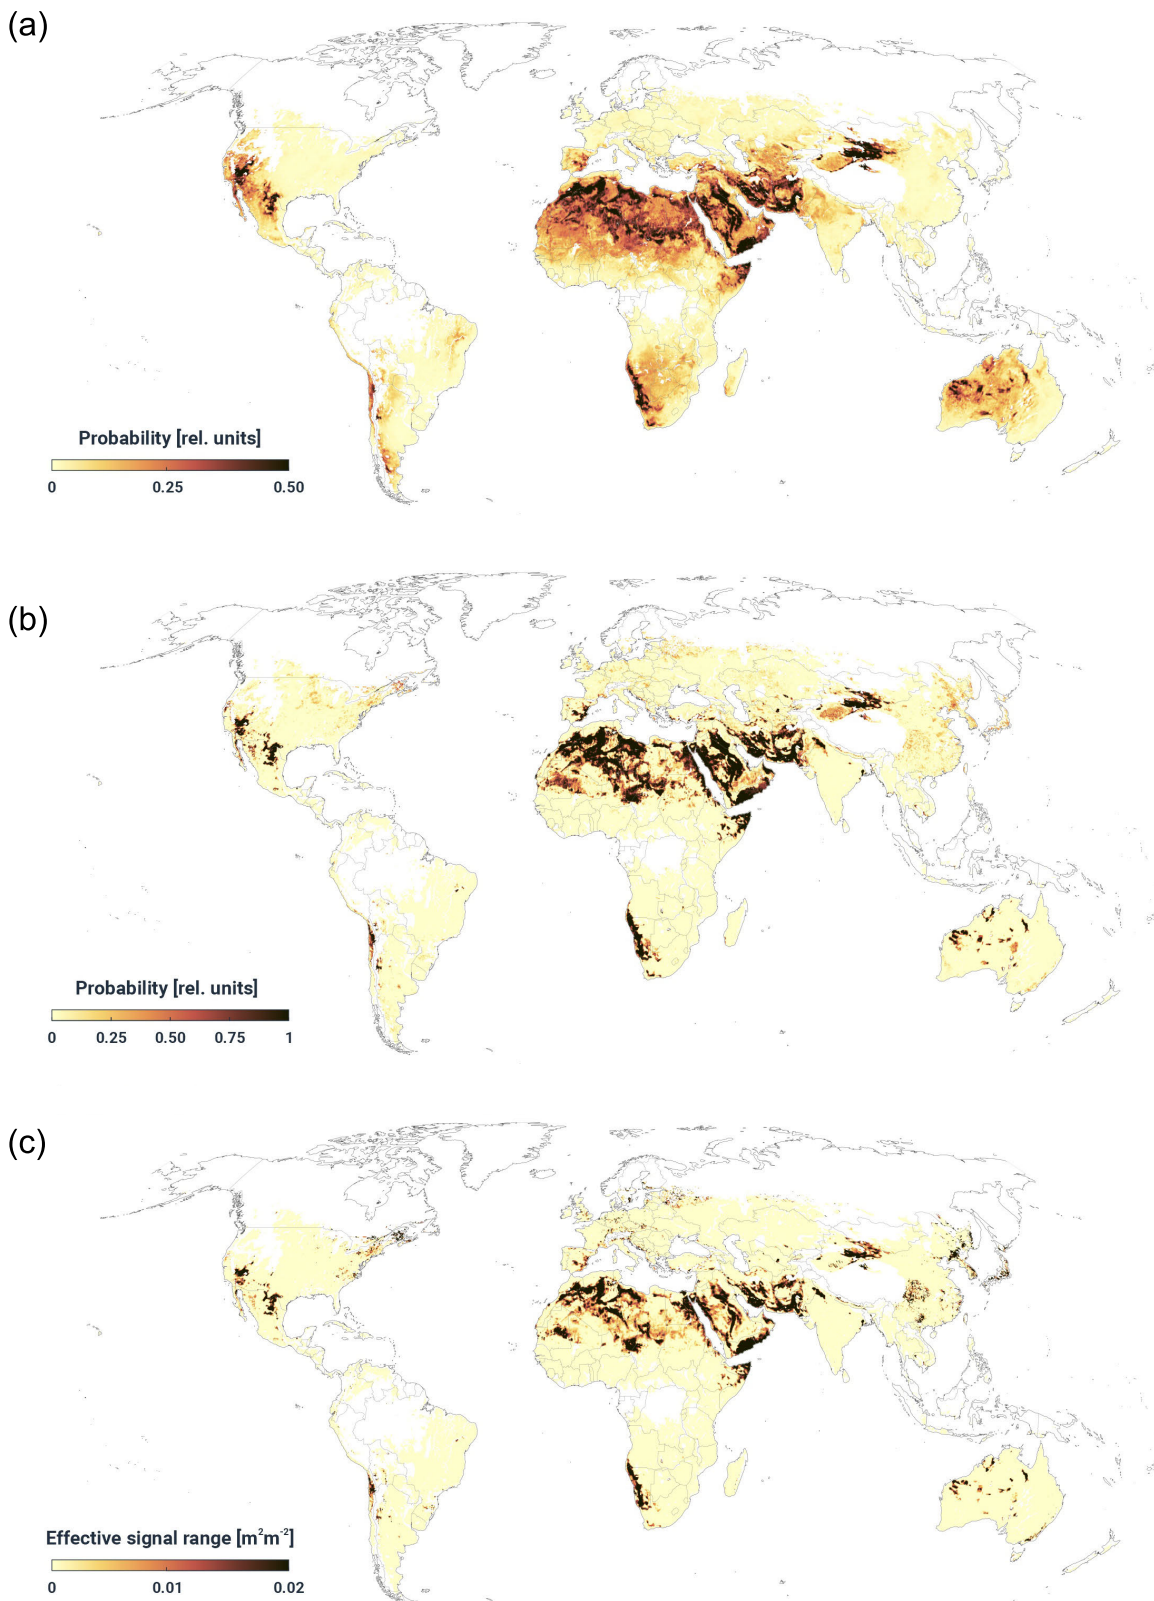 (a)
Probability [rel. units]
0 0.25 0.50
(b)
Probability [rel. units]
0 0.25 0.50 0.75 1
(c)
Effective signal range [m²m⁻²]
0 0.01 0.02